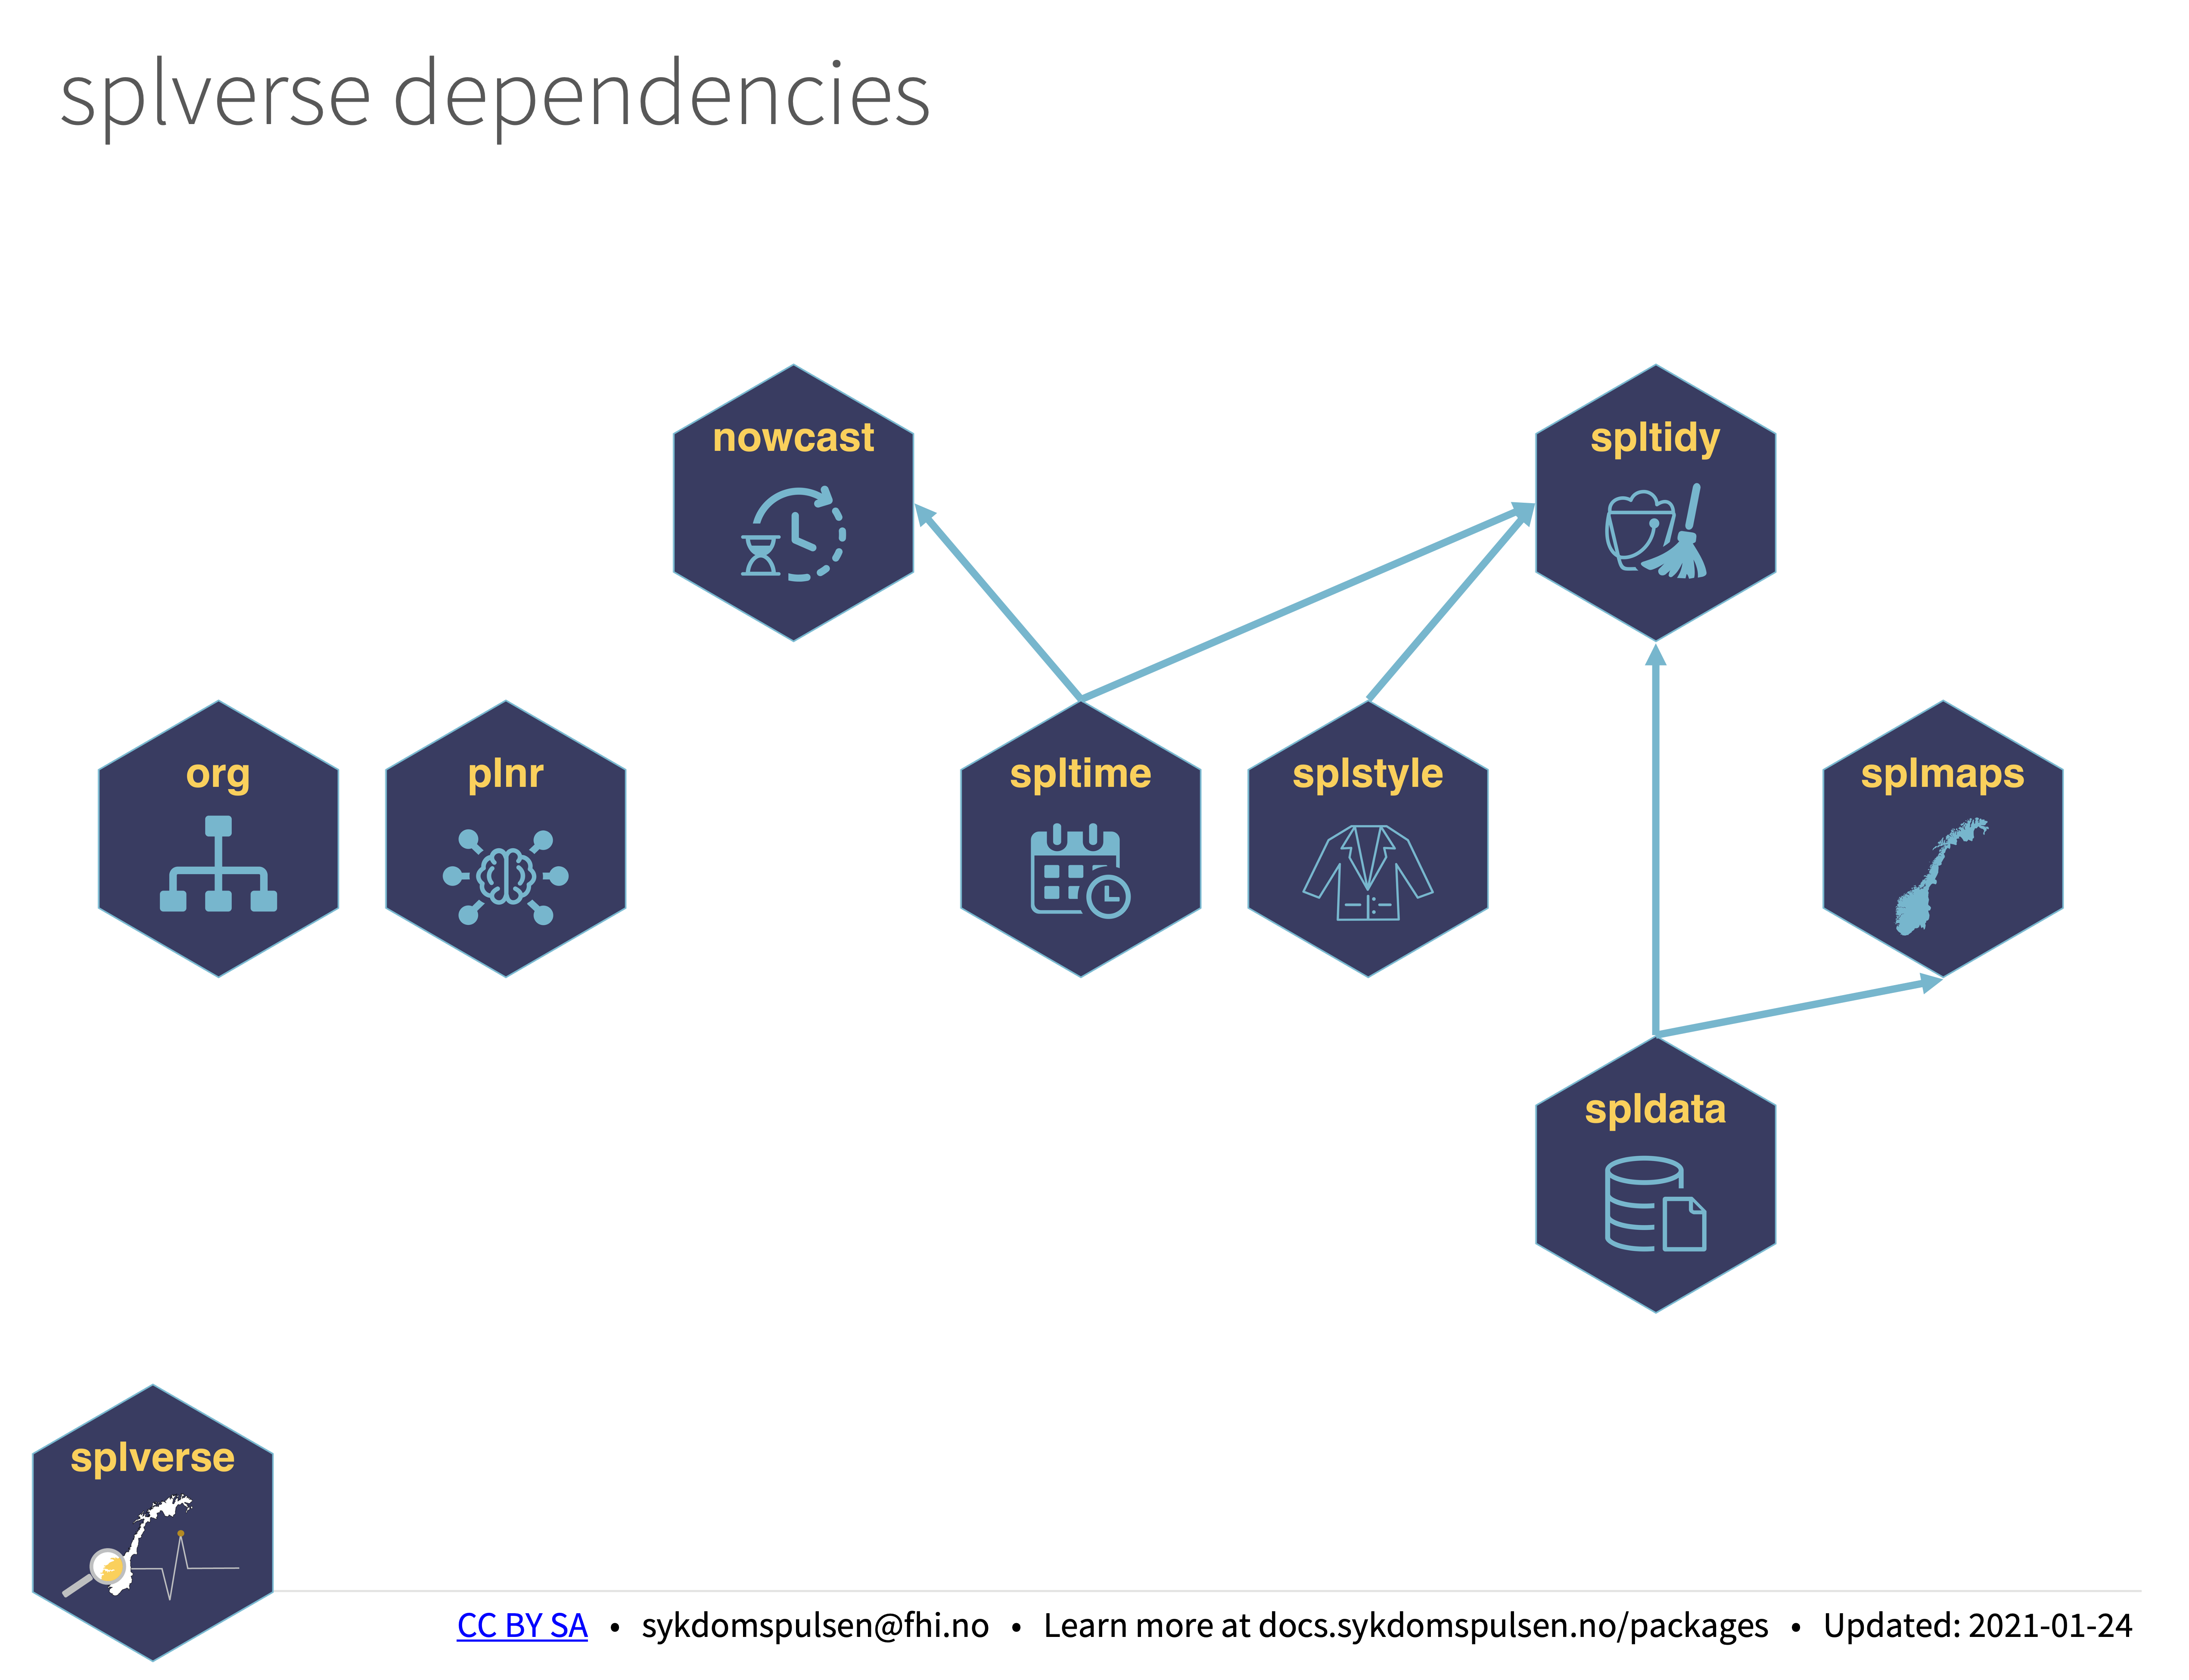 splverse dependencies
nowcast
spltidy
org
plnr
spltime
splstyle
splmaps
spldata
splverse
CC BY SA • sykdomspulsen@fhi.no • Learn more at docs.sykdomspulsen.no/packages • Updated: 2021-01-24